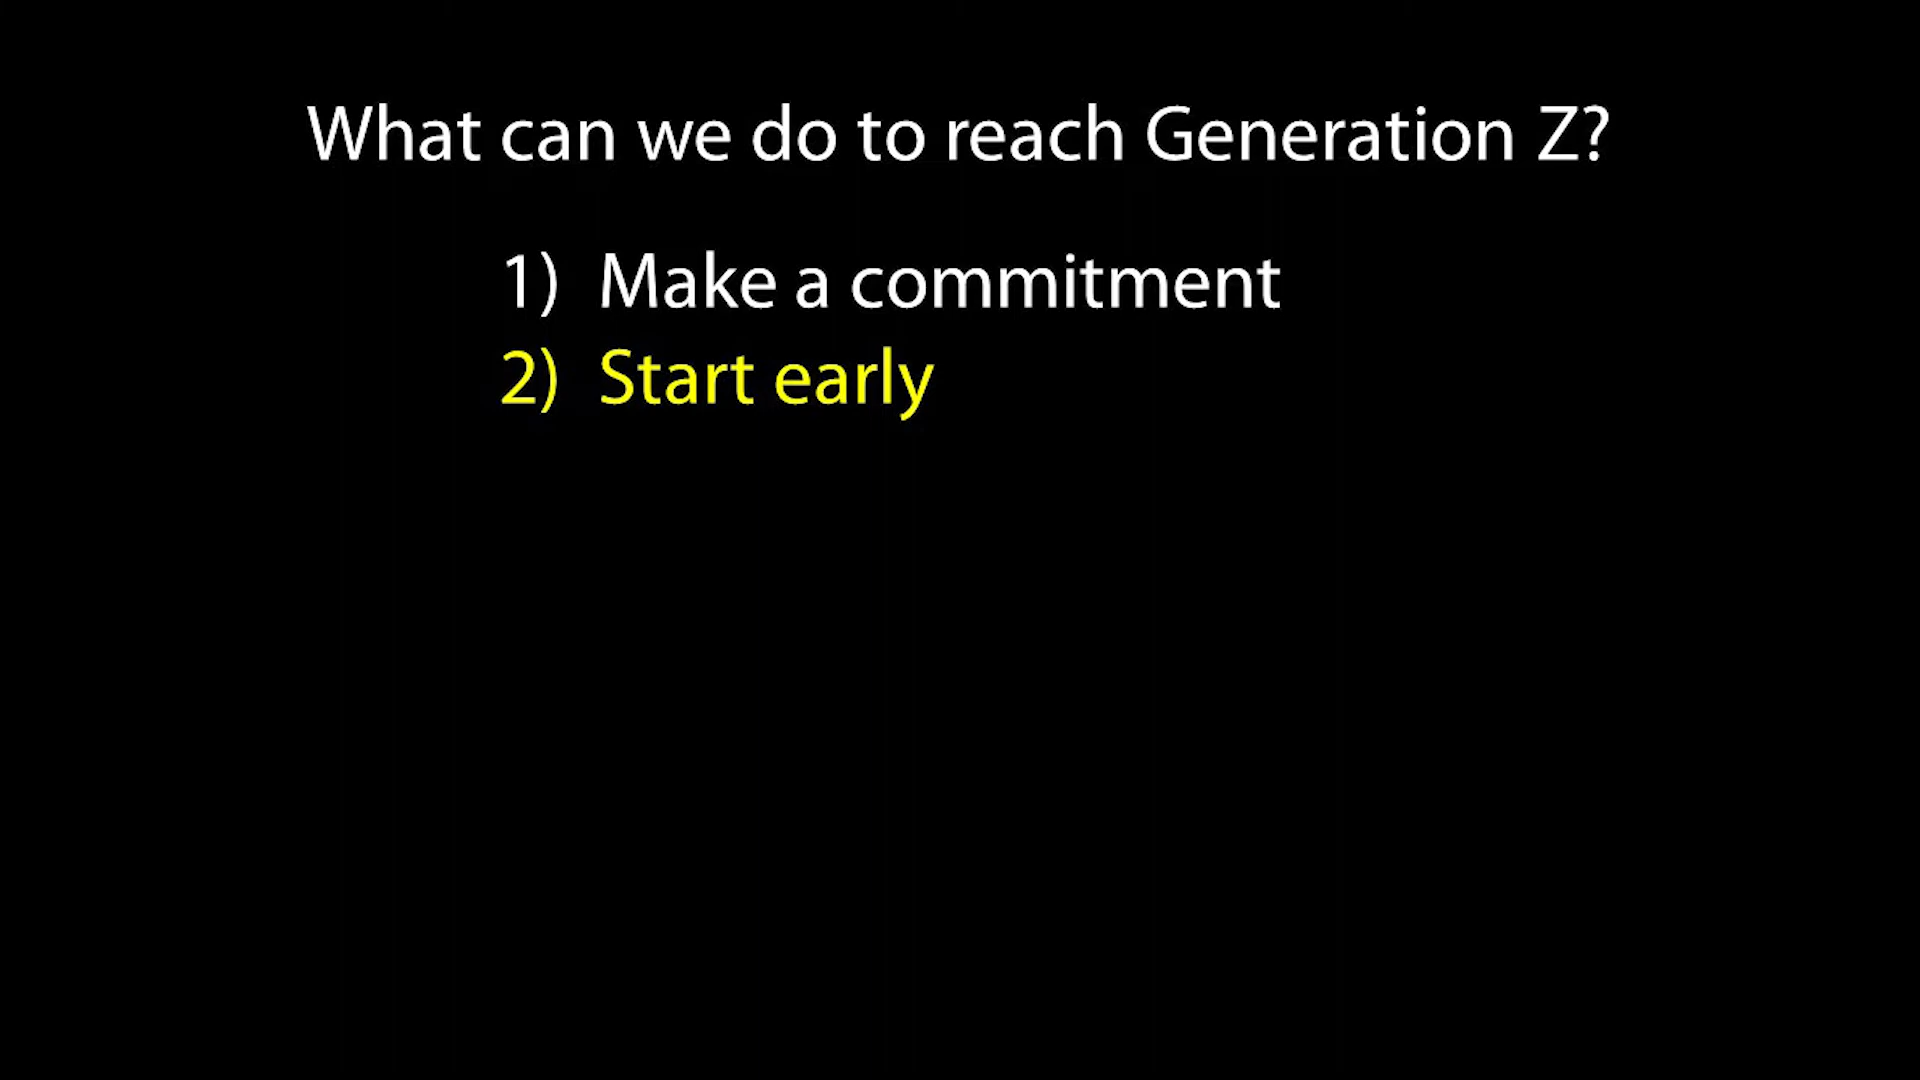 What can we do to reach Generation Z?
1) Make a commitment
2) Start early